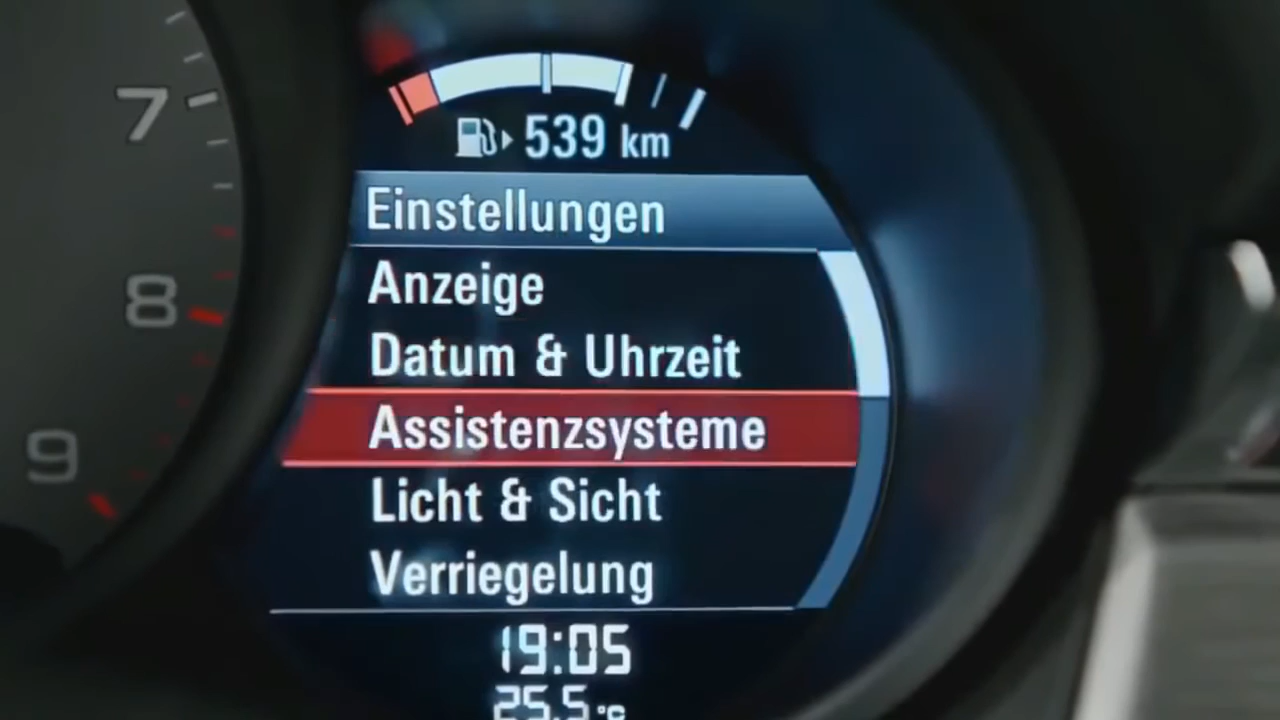 7
8
9
539 km
Einstellungen
Anzeige
Datum & Uhrzeit
Assistenzsysteme
Licht & Sicht
Verriegelung
19:05
25.5 °C